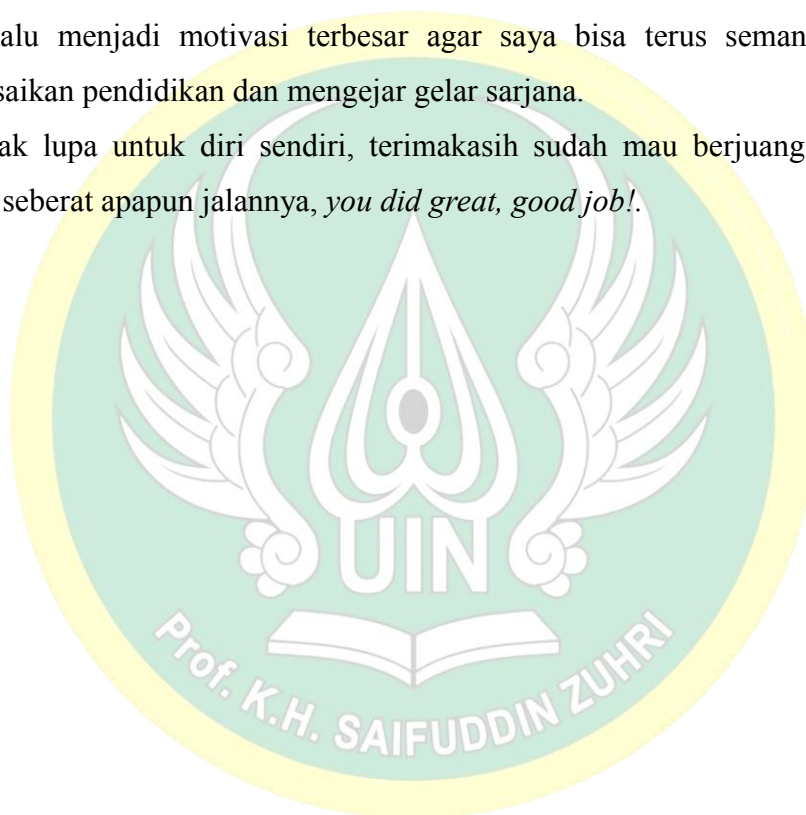 alu menjadi motivasi terbesar agar saya bisa terus seman
saikan pendidikan dan mengejar gelar sarjana.
ak lupa untuk diri sendiri, terimakasih sudah mau berjuang
seberat apapun jalannya, you did great, good job!.
UIN
Prof. K.H. SAIFUDDIN ZUHRI